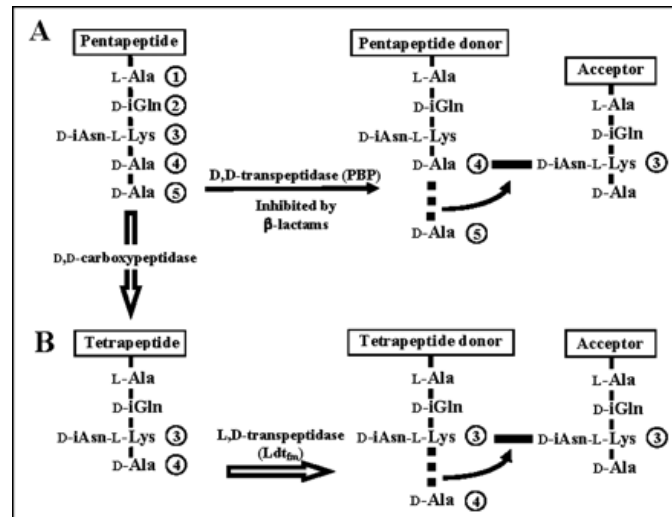 A
Pentapeptide
L-Ala ①
D-iGln ②
D-iAsn-L-Lys ③
D-Ala ④
D-Ala ⑤
D,D-transpeptidase (PBP)
Inhibited by
β-lactams
Pentapeptide donor
L-Ala
D-iGln
D-iAsn-L-Lys
D-Ala ④
D-Ala ⑤
Acceptor
L-Ala
D-iGln
D-iAsn-L-Lys ③
D-Ala
D,D-carboxypeptidase
B
Tetrapeptide
L-Ala
D-iGln
D-iAsn-L-Lys ③
D-Ala ④
L,D-transpeptidase
(Ldtfm)
Tetrapeptide donor
L-Ala
D-iGln
D-iAsn-L-Lys ③
D-Ala ④
Acceptor
L-Ala
D-iGln
D-iAsn-L-Lys ③
D-Ala